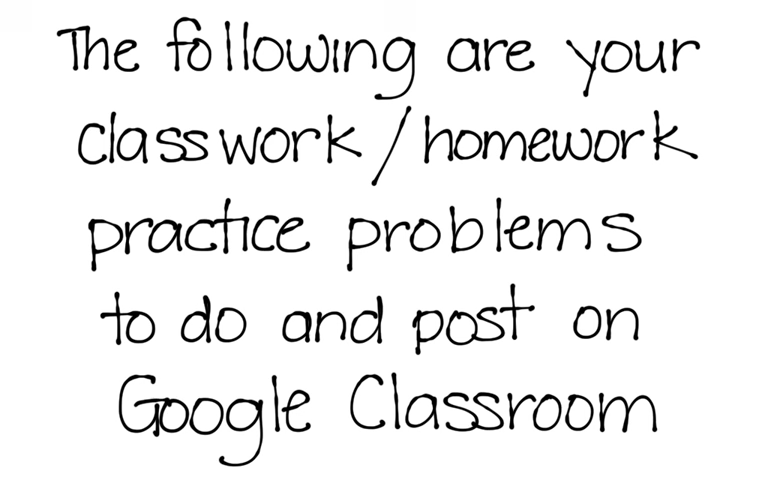 The following are your
classwork/homework
practice problems
to do and post on
Google Classroom